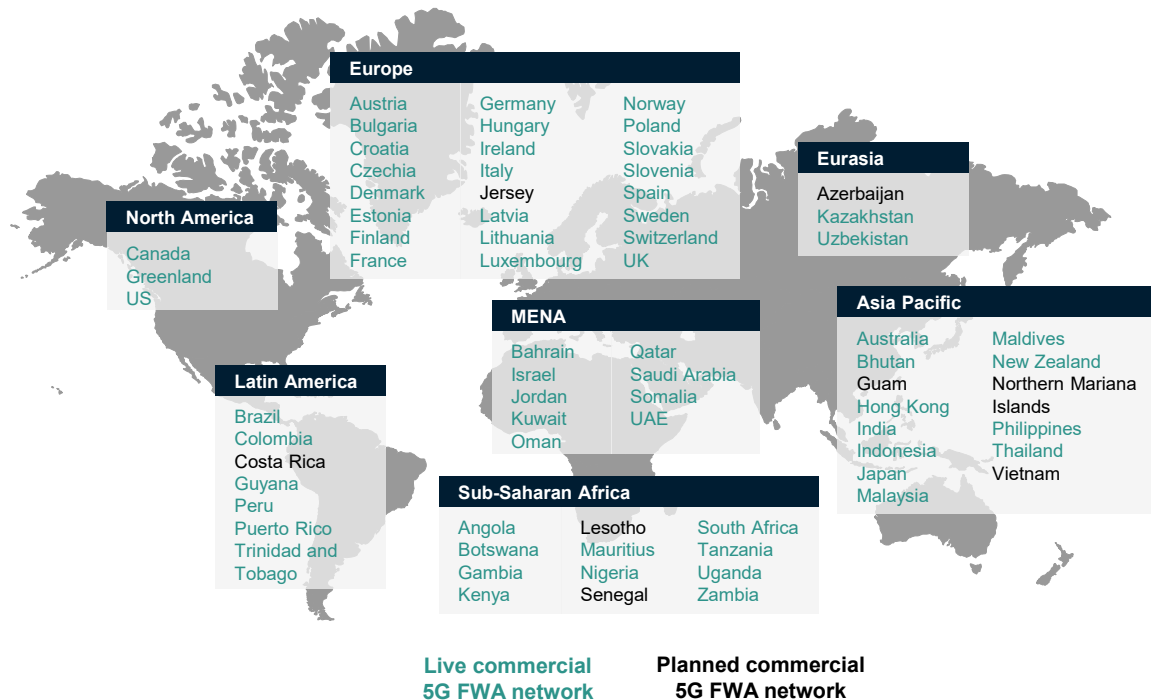 Europe
Austria
Bulgaria
Croatia
Czechia
Denmark
Estonia
Finland
France
Germany
Hungary
Ireland
Italy
Jersey
Latvia
Lithuania
Luxembourg
Norway
Poland
Slovakia
Slovenia
Spain
Sweden
Switzerland
UK
Eurasia
Azerbaijan
Kazakhstan
Uzbekistan
North America
Canada
Greenland
US
MENA
Bahrain
Israel
Jordan
Kuwait
Oman
Qatar
Saudi Arabia
Somalia
UAE
Asia Pacific
Australia
Bhutan
Guam
Hong Kong
India
Indonesia
Japan
Malaysia
Maldives
New Zealand
Northern Mariana
Islands
Philippines
Thailand
Vietnam
Latin America
Brazil
Colombia
Costa Rica
Guyana
Peru
Puerto Rico
Trinidad and
Tobago
Sub-Saharan Africa
Angola
Botswana
Gambia
Kenya
Lesotho
Mauritius
Nigeria
Senegal
South Africa
Tanzania
Uganda
Zambia
Live commercial
5G FWA network
Planned commercial
5G FWA network